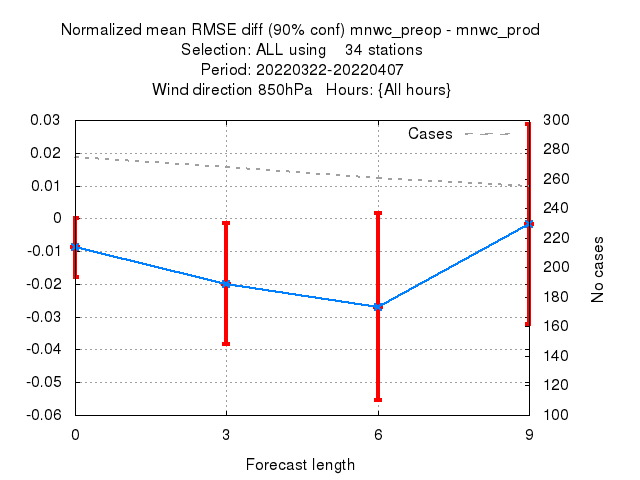 Normalized mean RMSE diff (90% conf) mnwc_preop - mnwc_prod
Selection: ALL using 34 stations
Period: 20220322-20220407
Wind direction 850hPa Hours: {All hours}
Cases
0.03
0.02
0.01
0
-0.01
-0.02
-0.03
-0.04
-0.05
-0.06
300
280
260
240
220
200
180
160
140
120
100
No cases
0 3 6 9
Forecast length